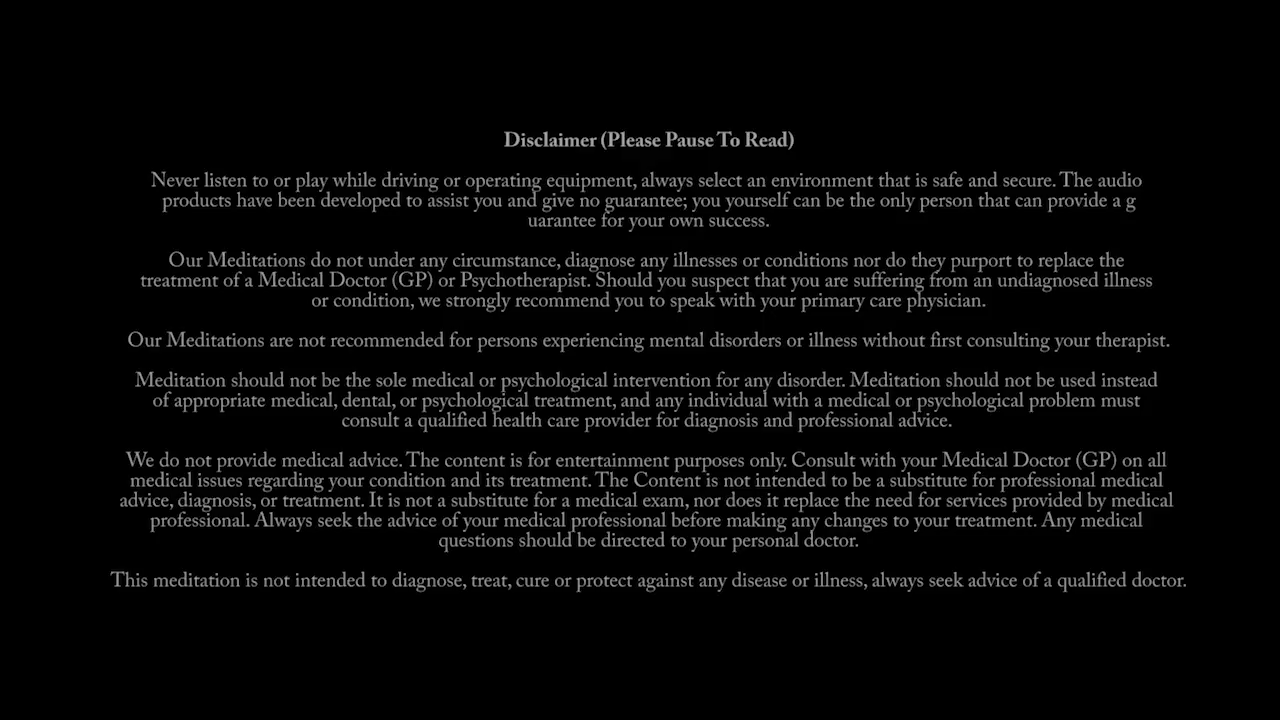 Disclaimer (Please Pause To Read)
Never listen to or play while driving or operating equipment, always select an environment that is safe and secure. The audio
products have been developed to assist you and give no guarantee; you yourself can be the only person that can provide a g
uarantee for your own success.
Our Meditations do not under any circumstance, diagnose any illnesses or conditions nor do they purport to replace the
treatment of a Medical Doctor (GP) or Psychotherapist. Should you suspect that you are suffering from an undiagnosed illness
or condition, we strongly recommend you to speak with your primary care physician.
Our Meditations are not recommended for persons experiencing mental disorders or illness without first consulting your therapist.
Meditation should not be the sole medical or psychological intervention for any disorder. Meditation should not be used instead
of appropriate medical, dental, or psychological treatment, and any individual with a medical or psychological problem must
consult a qualified health care provider for diagnosis and professional advice.
We do not provide medical advice. The content is for entertainment purposes only. Consult with your Medical Doctor (GP) on all
medical issues regarding your condition and its treatment. The Content is not intended to be a substitute for professional medical
advice, diagnosis, or treatment. It is not a substitute for a medical exam, nor does it replace the need for services provided by medical
professional. Always seek the advice of your medical professional before making any changes to your treatment. Any medical
questions should be directed to your personal doctor.
This meditation is not intended to diagnose, treat, cure or protect against any disease or illness, always seek advice of a qualified doctor.